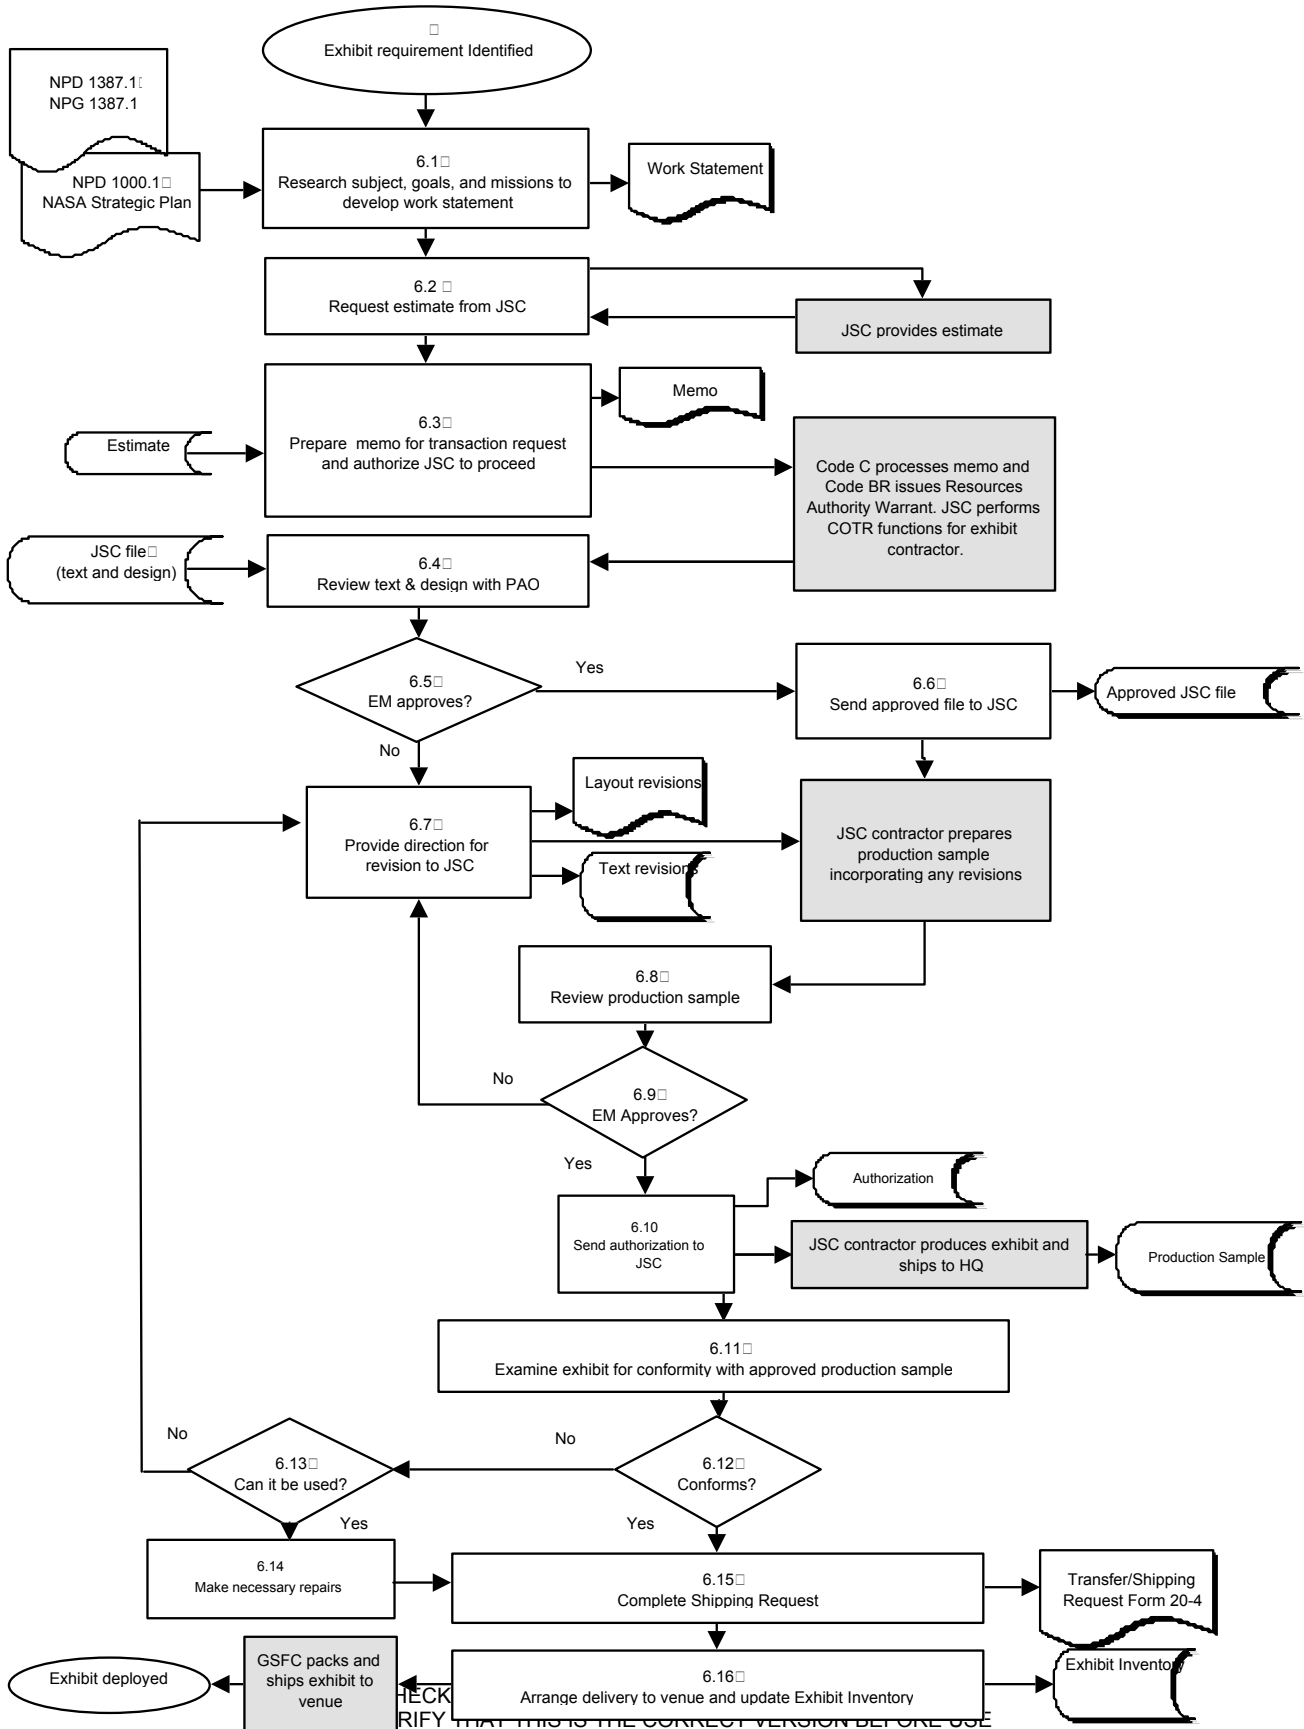 Exhibit requirement Identified
NPD 1387.1
NPG 1387.1
NPD 1000.1
NASA Strategic Plan
6.1
Research subject, goals, and missions to
develop work statement
Work Statement
6.2
Request estimate from JSC
JSC provides estimate
Memo
6.3
Prepare memo for transaction request
and authorize JSC to proceed
Estimate
Code C processes memo and
Code BR issues Resources
Authority Warrant. JSC performs
COTR functions for exhibit
contractor.
JSC file
(text and design)
6.4
Review text & design with PAO
6.5
EM approves?
Yes
No
6.6
Send approved file to JSC
Approved JSC file
6.7
Provide direction for
revision to JSC
Layout revisions
Text revisions
JSC contractor prepares
production sample
incorporating any revisions
6.8
Review production sample
6.9
EM Approves?
No
Yes
6.10
Send authorization to
JSC
Authorization
JSC contractor produces exhibit and
ships to HQ
Production Sample
6.11
Examine exhibit for conformity with approved production sample
6.12
Conforms?
No
Yes
6.13
Can it be used?
No
Yes
6.14
Make necessary repairs
6.15
Complete Shipping Request
Transfer/Shipping
Request Form 20-4
6.16
Arrange delivery to venue and update Exhibit Inventory
Exhibit Inventory
GSFC packs and
ships exhibit to
venue
Exhibit deployed
THAT THIS IS THE CORRECT VERSION BEFORE USE